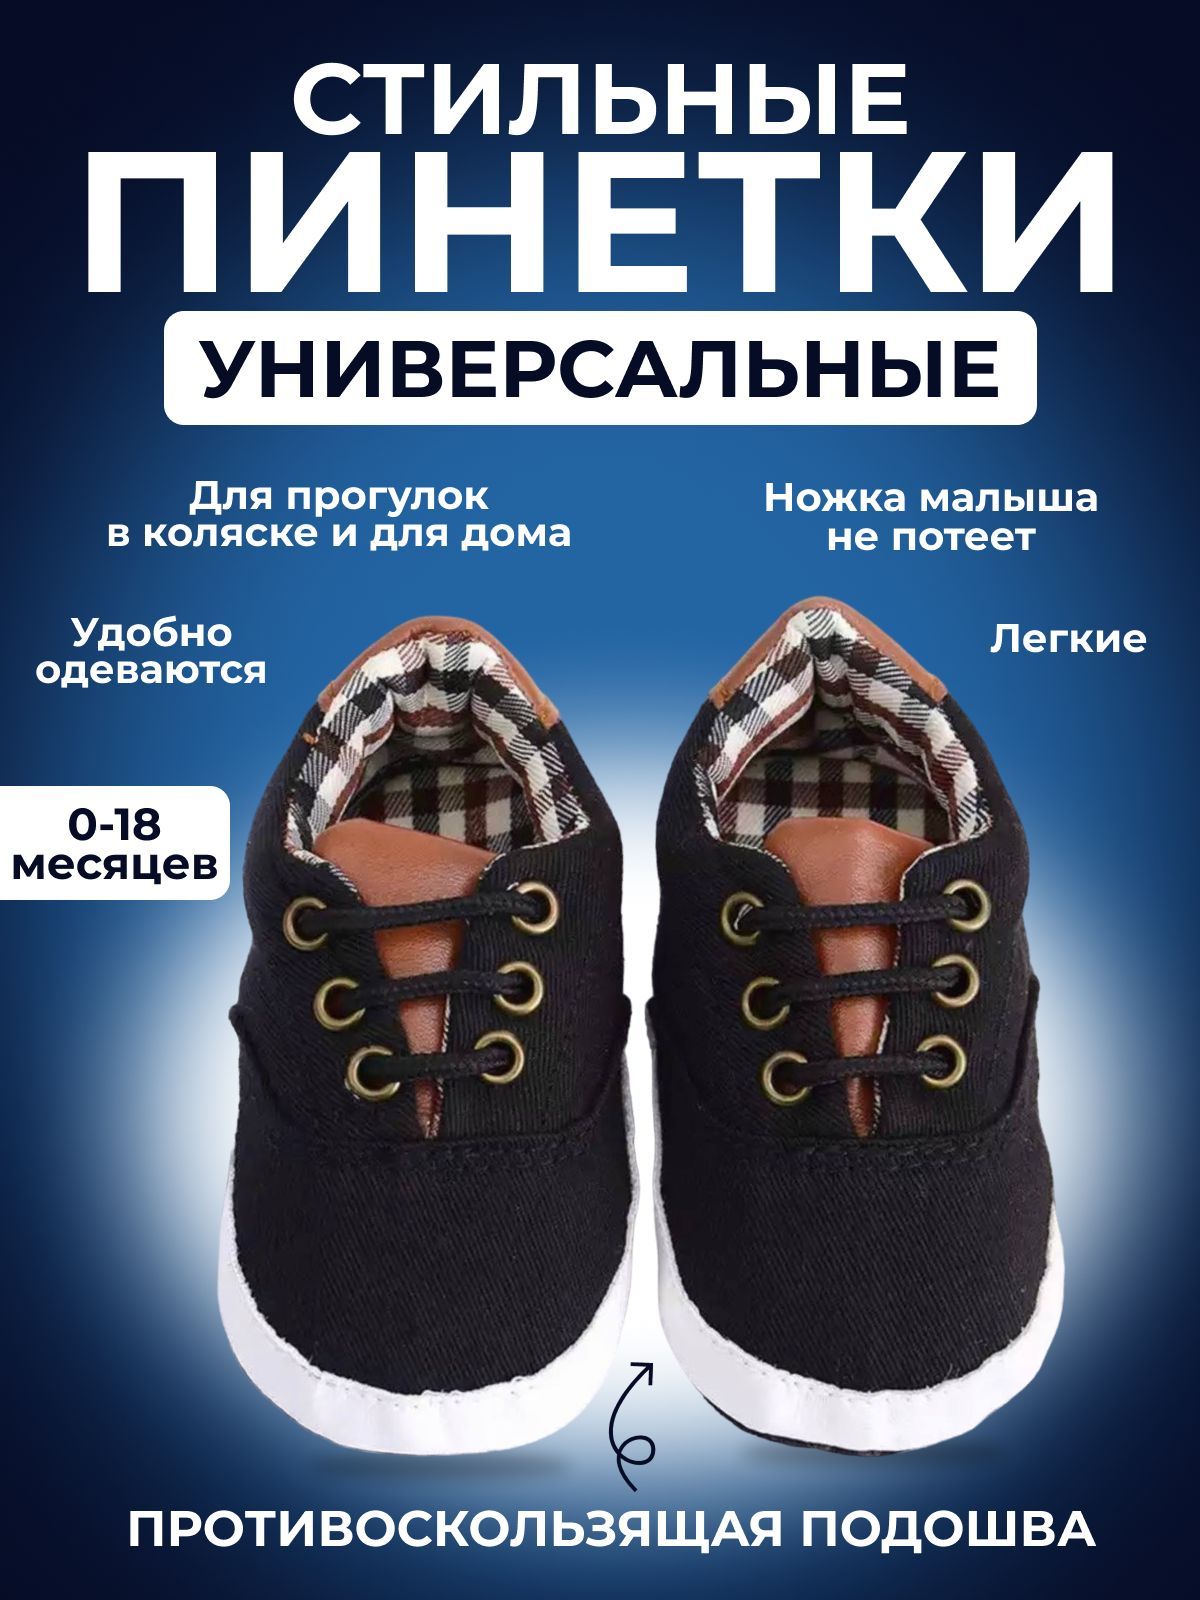 СТИЛЬНЫЕ
ПИНЕТКИ
УНИВЕРСАЛЬНЫЕ
Для прогулок
в коляске и для дома
Ножка малыша
не потеет
Удобно
одеваются
Легкие
0-18
месяцев
ПРОТИВОСКОЛЬЗЯЩАЯ ПОДОШВА